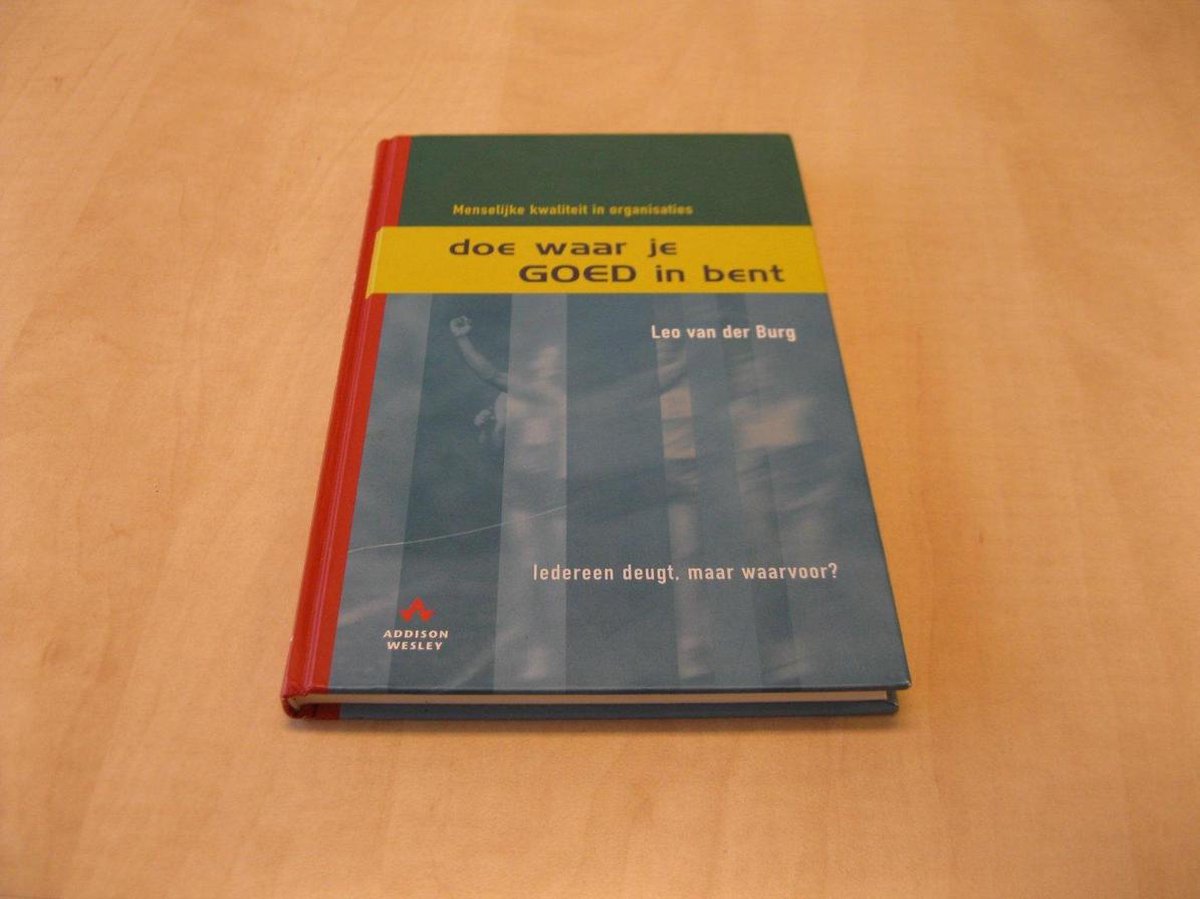 Menselijke kwaliteit in organisaties
doe waar je
GOED in bent
Leo van der Burg
Iedereen deugt, maar waarvoor?
ADDISON
WESLEY